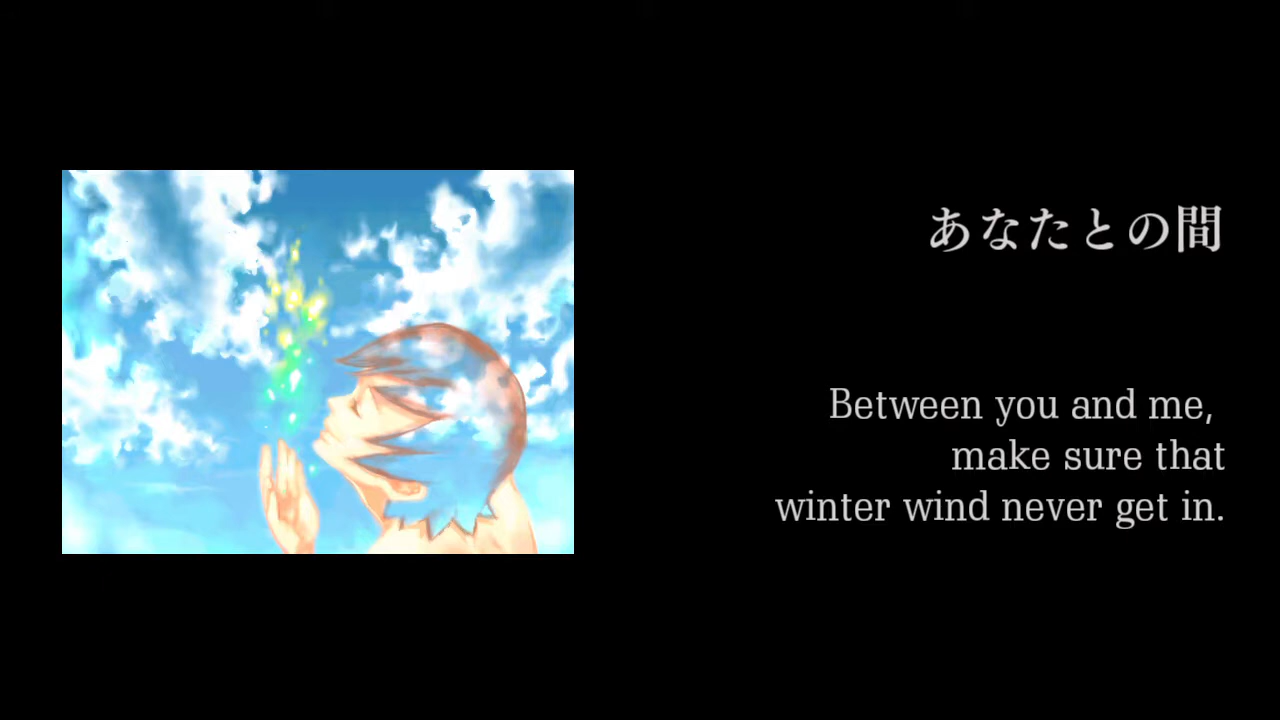 あなたとの間
Between you and me,
make sure that
winter wind never get in.